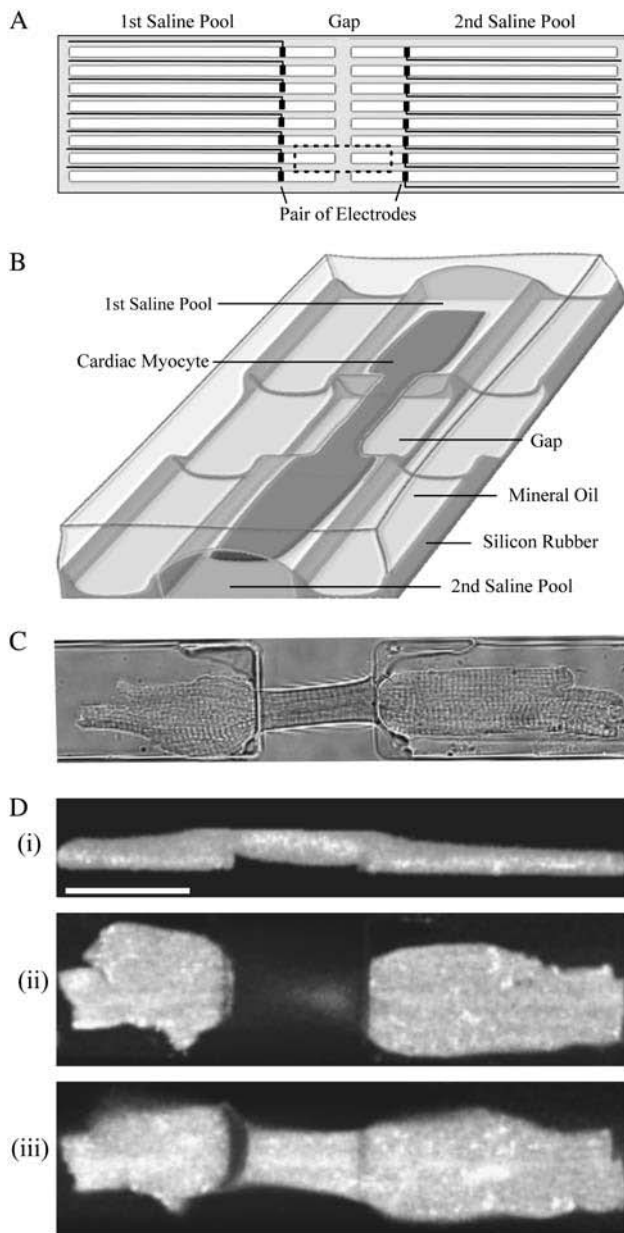 A
1st Saline Pool
Gap
2nd Saline Pool
Pair of Electrodes
B
1st Saline Pool
Cardiac Myocyte
Gap
Mineral Oil
Silicon Rubber
2nd Saline Pool
C
D
(i)
(ii)
(iii)